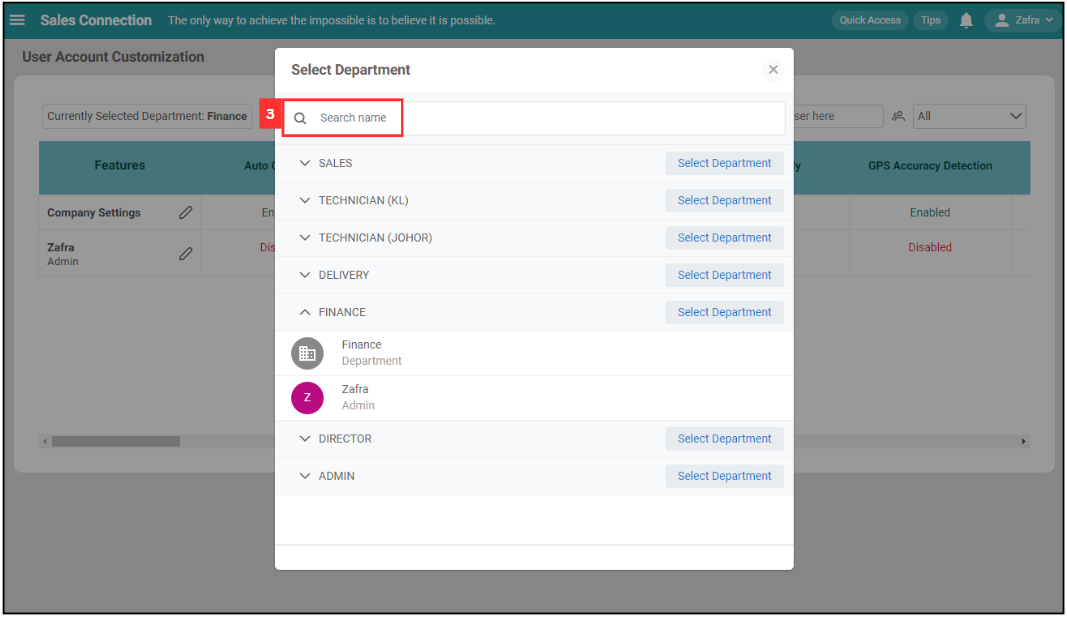 Sales Connection The only way to achieve the impossible is to believe it is possible. Quick Access Tips Zafra
User Account Customization
Select Department
Currently Selected Department: Finance
3 Search name
ser here All
Features Auto GPS Accuracy Detection
SALES Select Department
TECHNICIAN (KL) Select Department
Company Settings En Enabled
TECHNICIAN (JOHOR) Select Department
Zafra Dis Disabled
Admin
DELIVERY Select Department
FINANCE Select Department
Finance
Department
Z Zafra
Admin
DIRECTOR Select Department
ADMIN Select Department